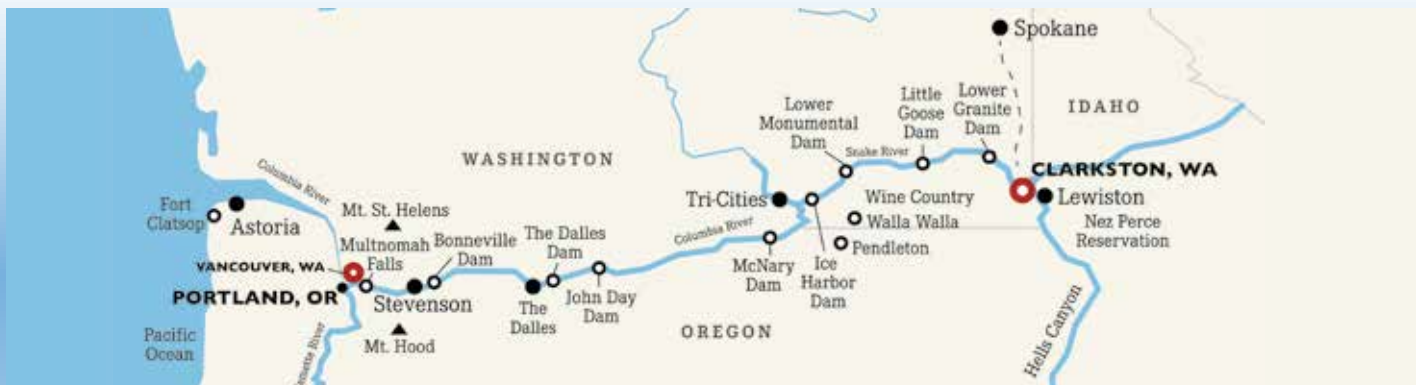 Spokane
IDAHO
Lower
Granite
Dam
Little
Goose
Dam
Lower
Monumental
Dam
Snake River
WASHINGTON
Columbia River
CLARKSTON, WA
Lewiston
Nez Perce
Reservation
Tri-Cities
Wine Country
Walla Walla
Pendleton
Fort
Clatsop
Astoria
Mt. St. Helens
Multnomah
Falls
Bonneville
Dam
The Dalles
Dam
Columbia River
VANCOUVER, WA
PORTLAND, OR
Stevenson
The
Dalles
John Day
Dam
McNary
Dam
Ice
Harbor
Dam
OREGON
Mt. Hood
Pacific
Ocean
River
Hells Canyon